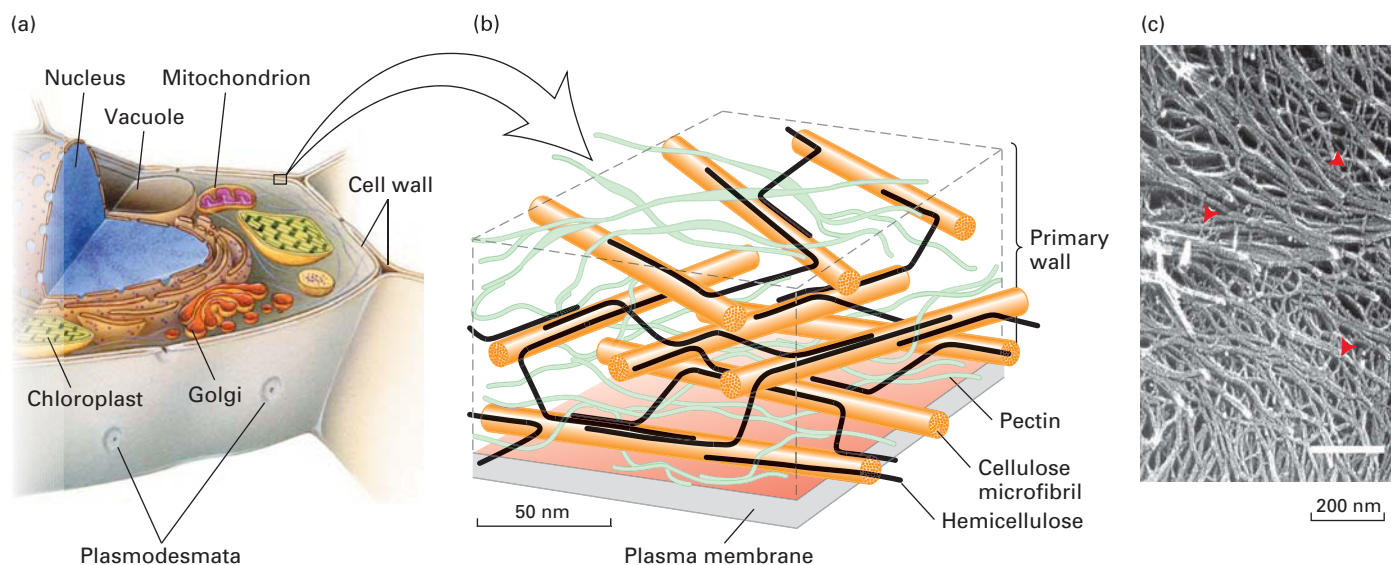 (a)
Nucleus
Mitochondrion
Vacuole
Cell wall
Chloroplast
Golgi
Plasmodesmata
(b)
Primary
wall
Pectin
Cellulose
microfibril
Hemicellulose
50 nm
Plasma membrane
(c)
200 nm